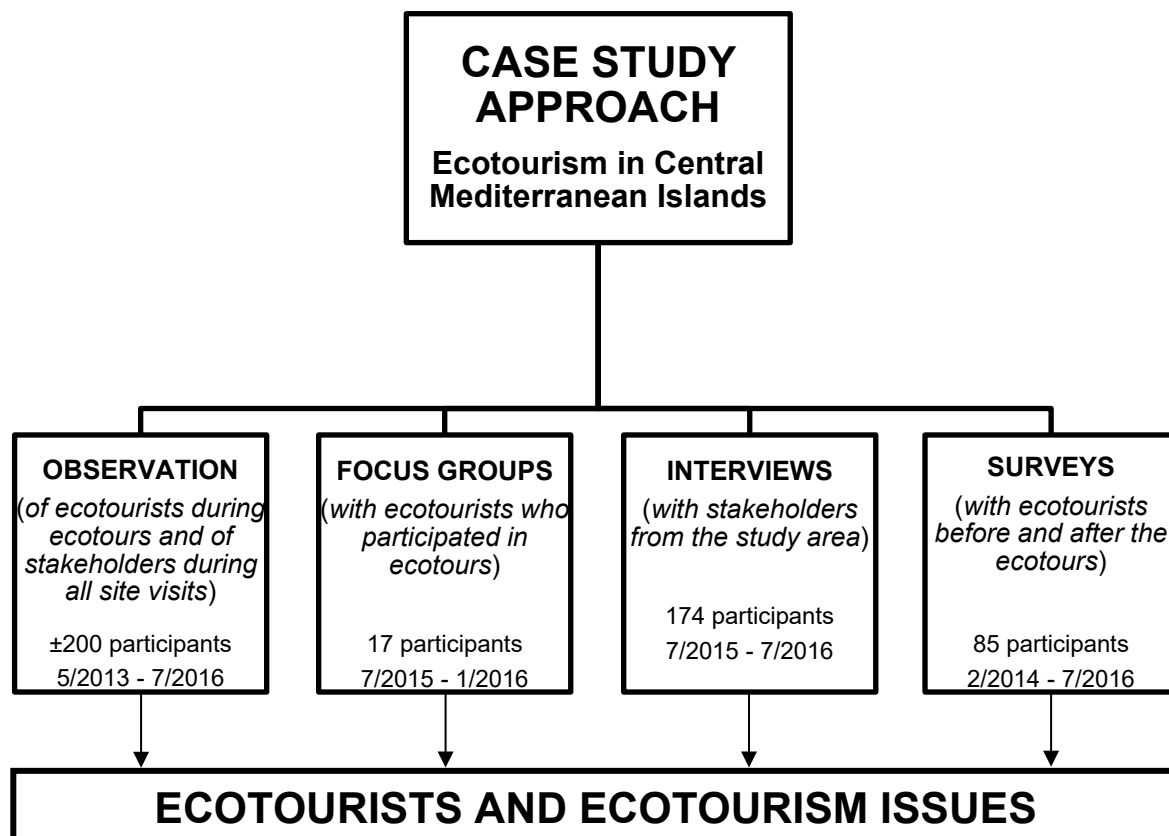 CASE STUDY
APPROACH
Ecotourism in Central
Mediterranean Islands
OBSERVATION
(of ecotourists during
ecotours and of
stakeholders during
all site visits)
±200 participants
5/2013 - 7/2016
FOCUS GROUPS
(with ecotourists who
participated in
ecotours)
17 participants
7/2015 - 1/2016
INTERVIEWS
(with stakeholders
from the study area)
174 participants
7/2015 - 7/2016
SURVEYS
(with ecotourists
before and after the
ecotours)
85 participants
2/2014 - 7/2016
ECOTOURISTS AND ECOTOURISM ISSUES